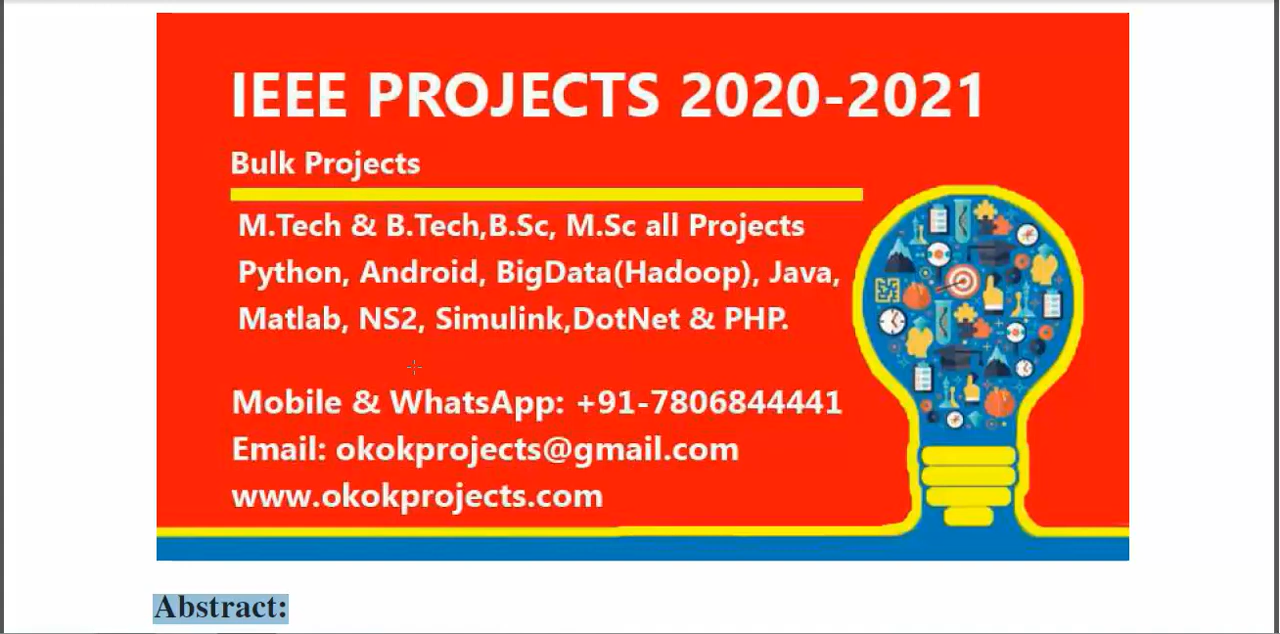 IEEE PROJECTS 2020-2021
Bulk Projects
M.Tech & B.Tech,B.Sc, M.Sc all Projects
Python, Android, BigData(Hadoop), Java,
Matlab, NS2, Simulink,DotNet & PHP.
Mobile & WhatsApp: +91-7806844441
Email: okokprojects@gmail.com
www.okokprojects.com
Abstract: